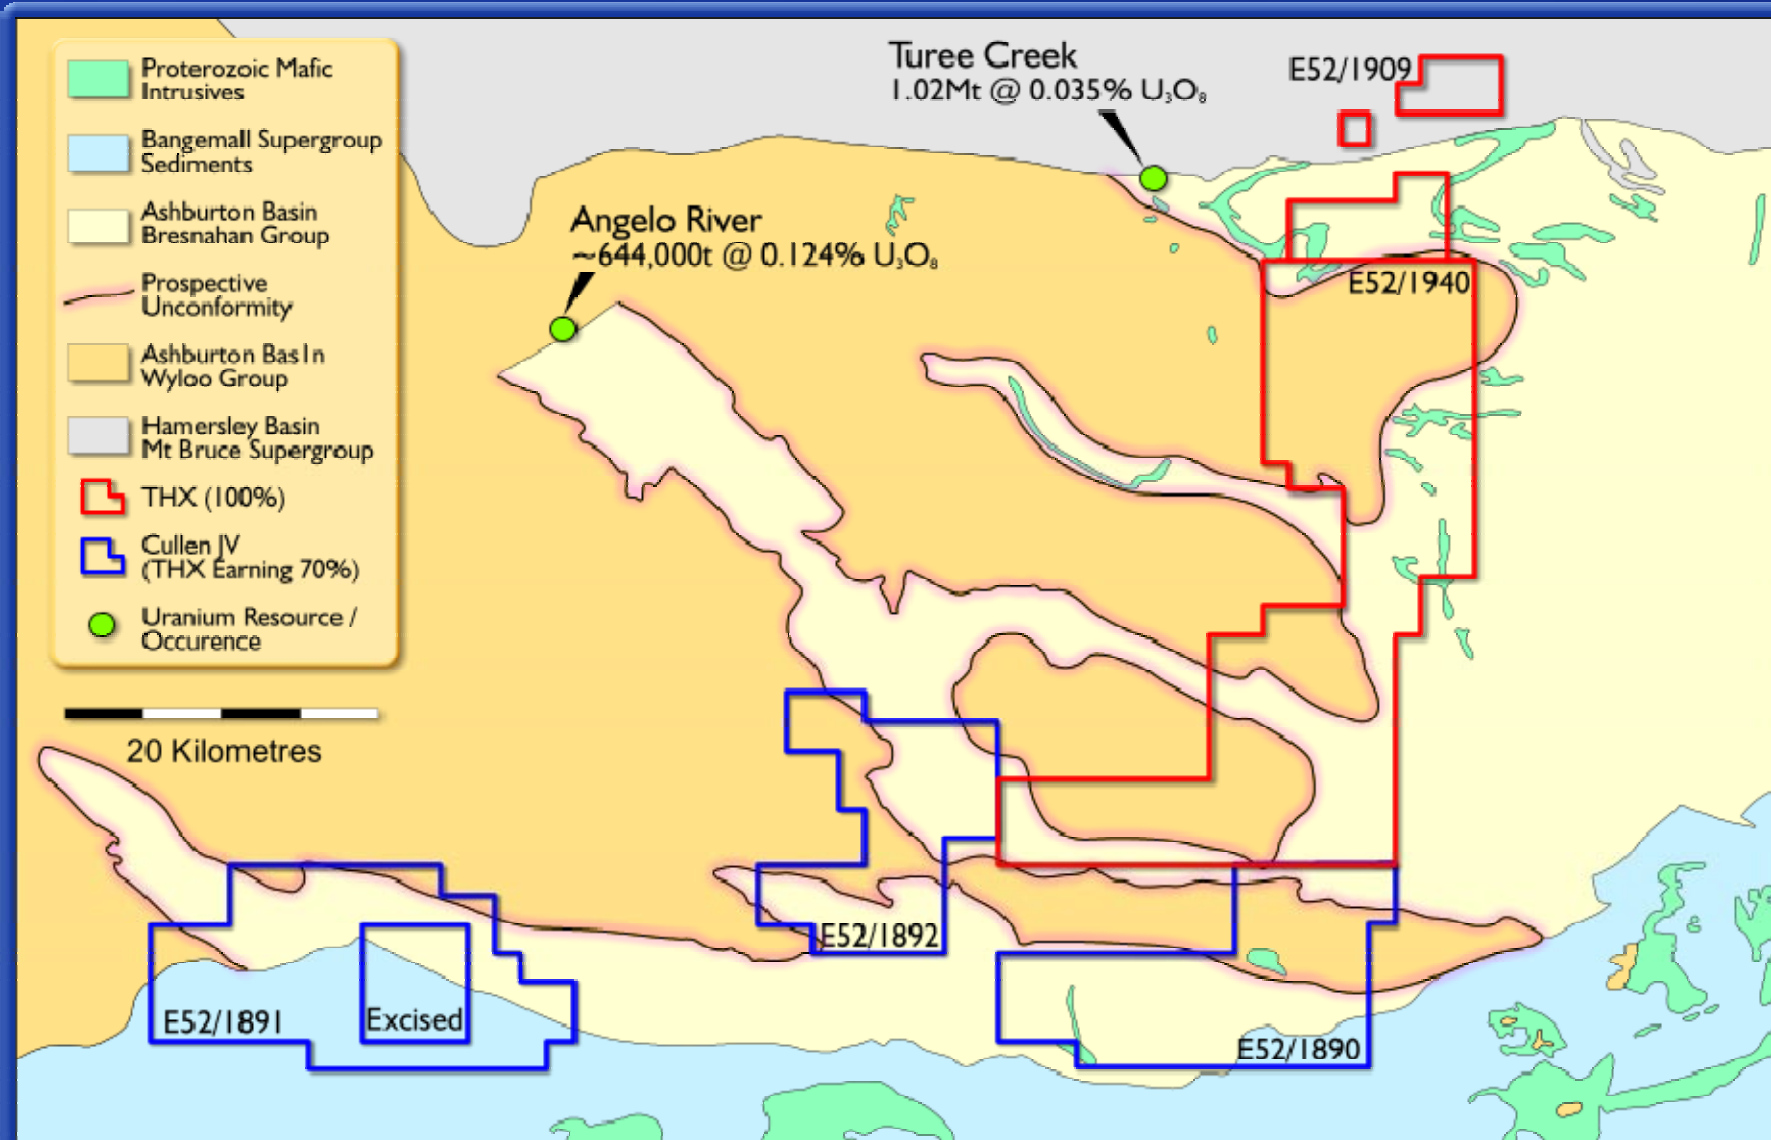 Proterozoic Mafic
Intrusives
Bangemall Supergroup
Sediments
Ashburton Basin
Bresnahan Group
Prospective
Unconformity
Ashburton Bas1n
Wyloo Group
Hamersley Basin
Mt Bruce Supergroup
THX (100%)
Cullen JV
(THX Earning 70%)
Uranium Resource /
Occurence
20 Kilometres
Turee Creek
1.02Mt @ 0.035% U₃O₈
Angelo River
~644,000t @ 0.124% U₃O₈
E52/1909
E52/1940
E52/1892
E52/1891
Excised
E52/1890